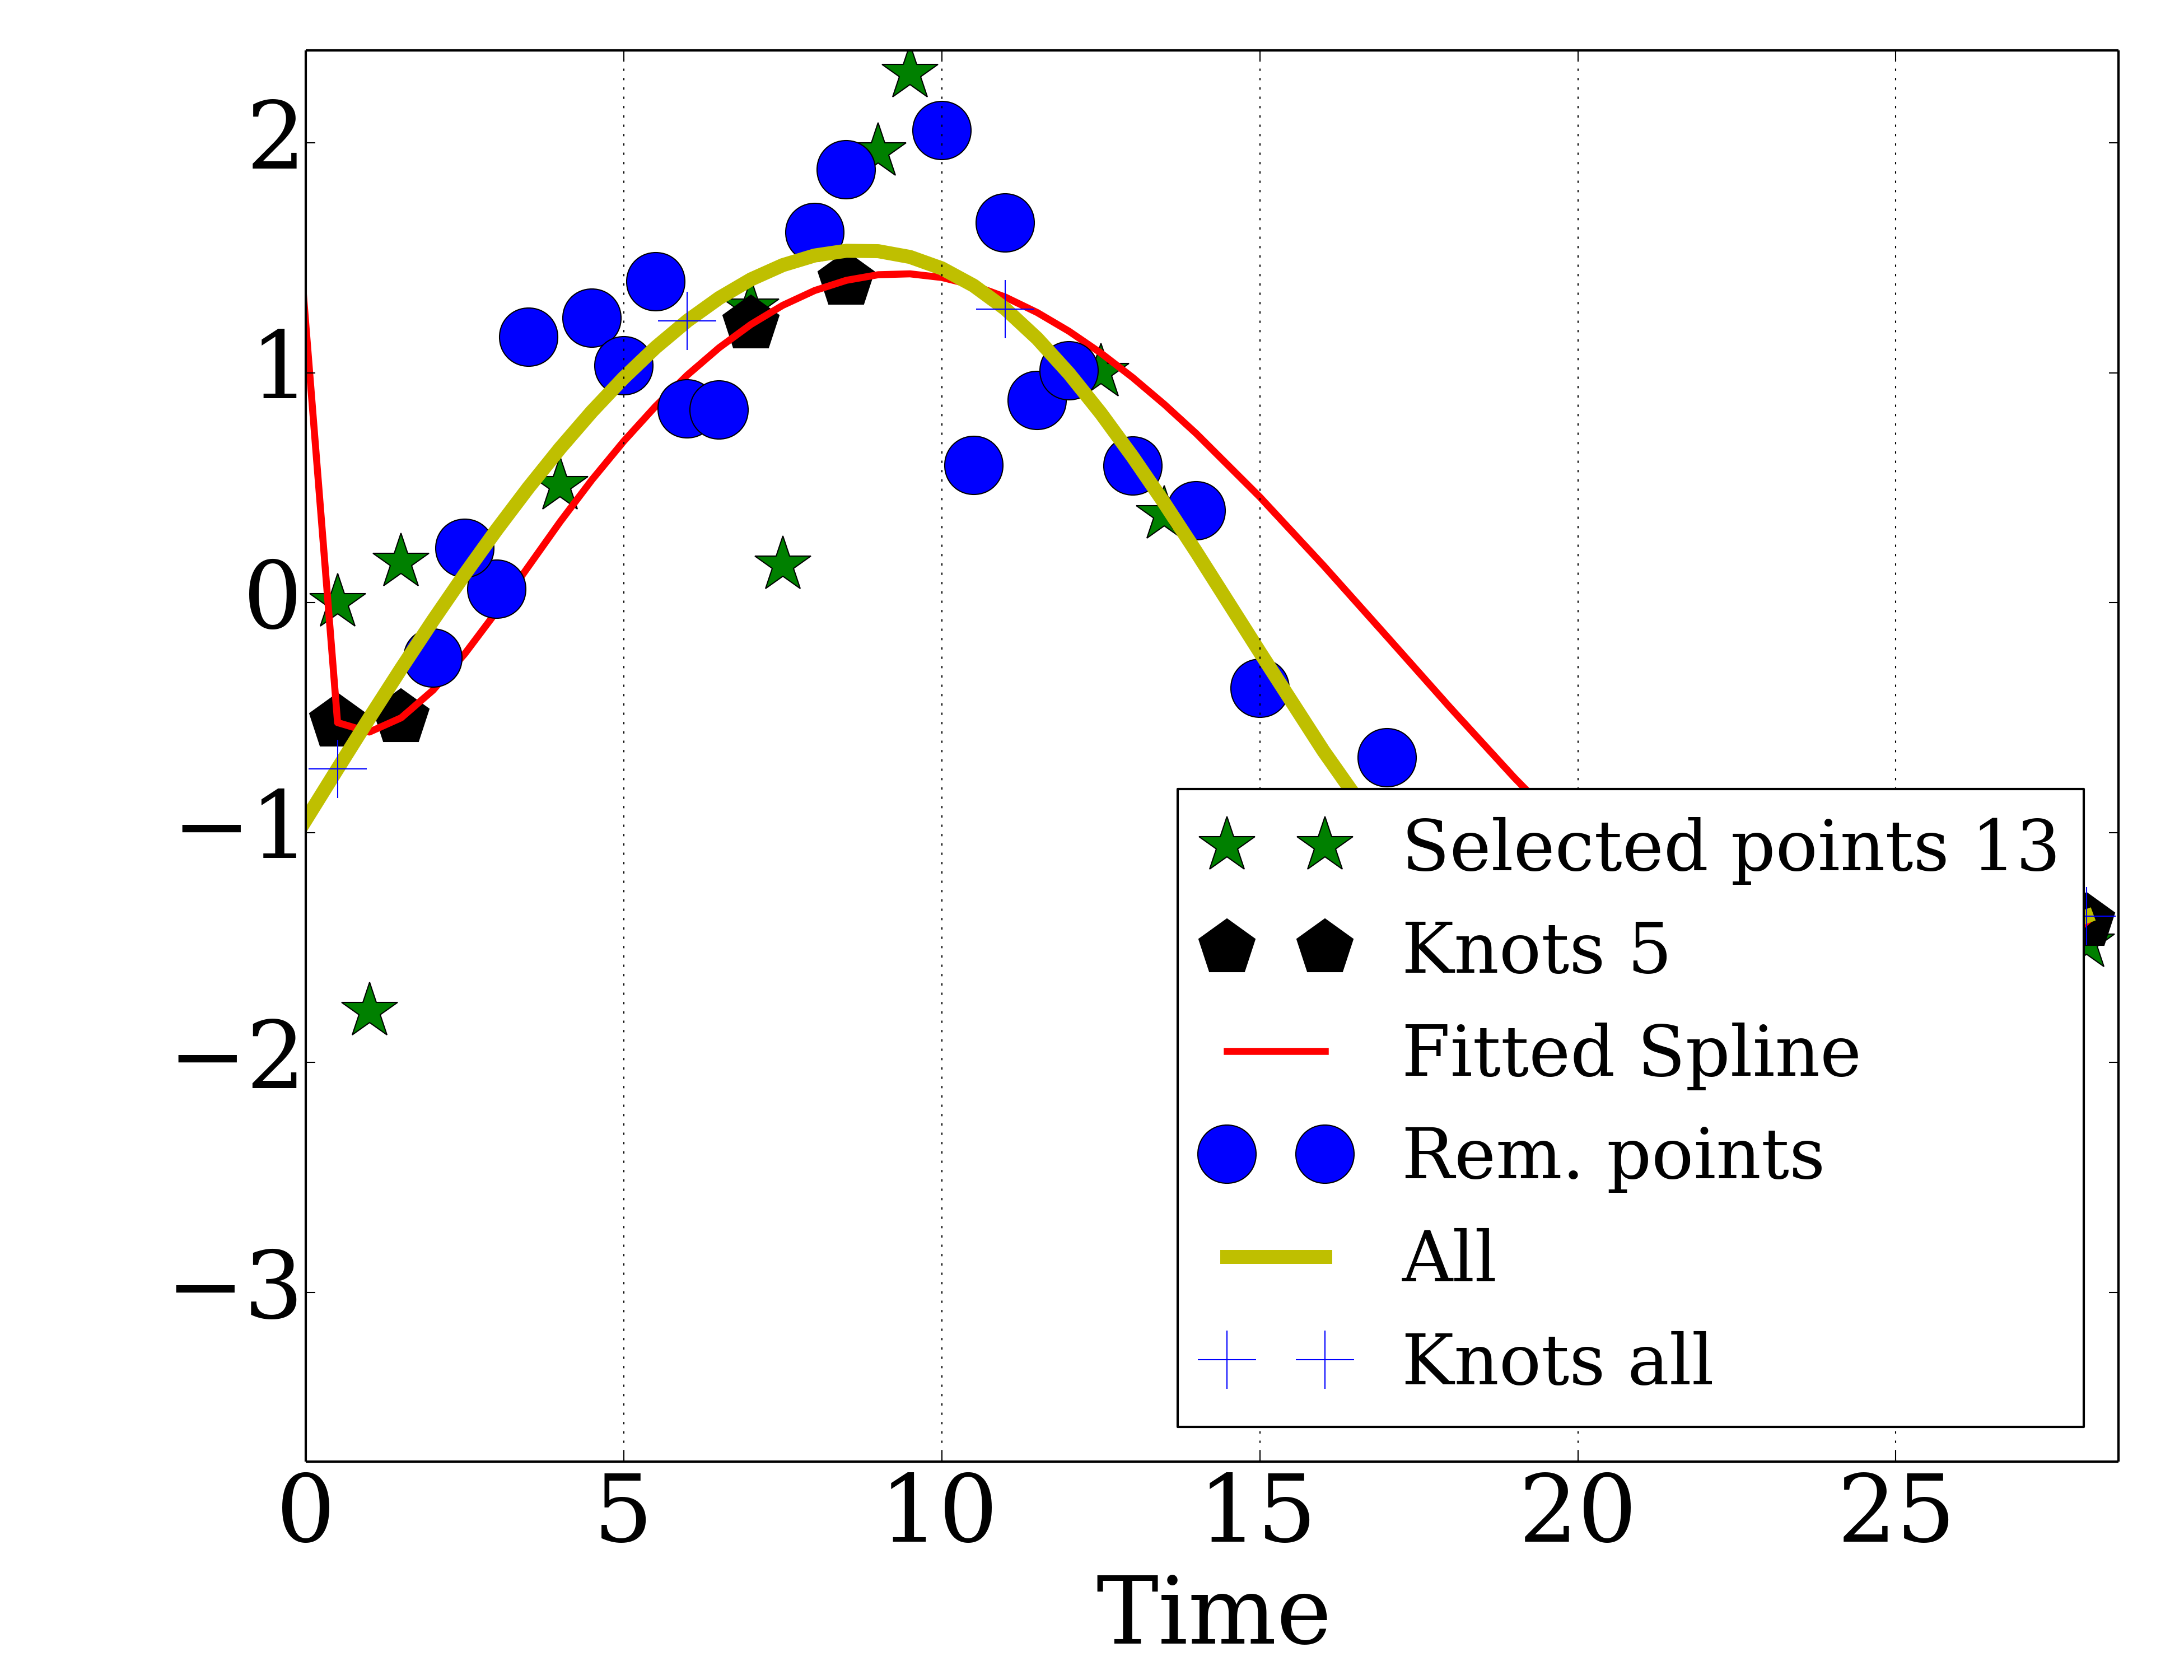 2
1
0
−1
−2
−3
0 5 10 15 20 25
Time
Selected points 13
Knots 5
Fitted Spline
Rem. points
All
Knots all